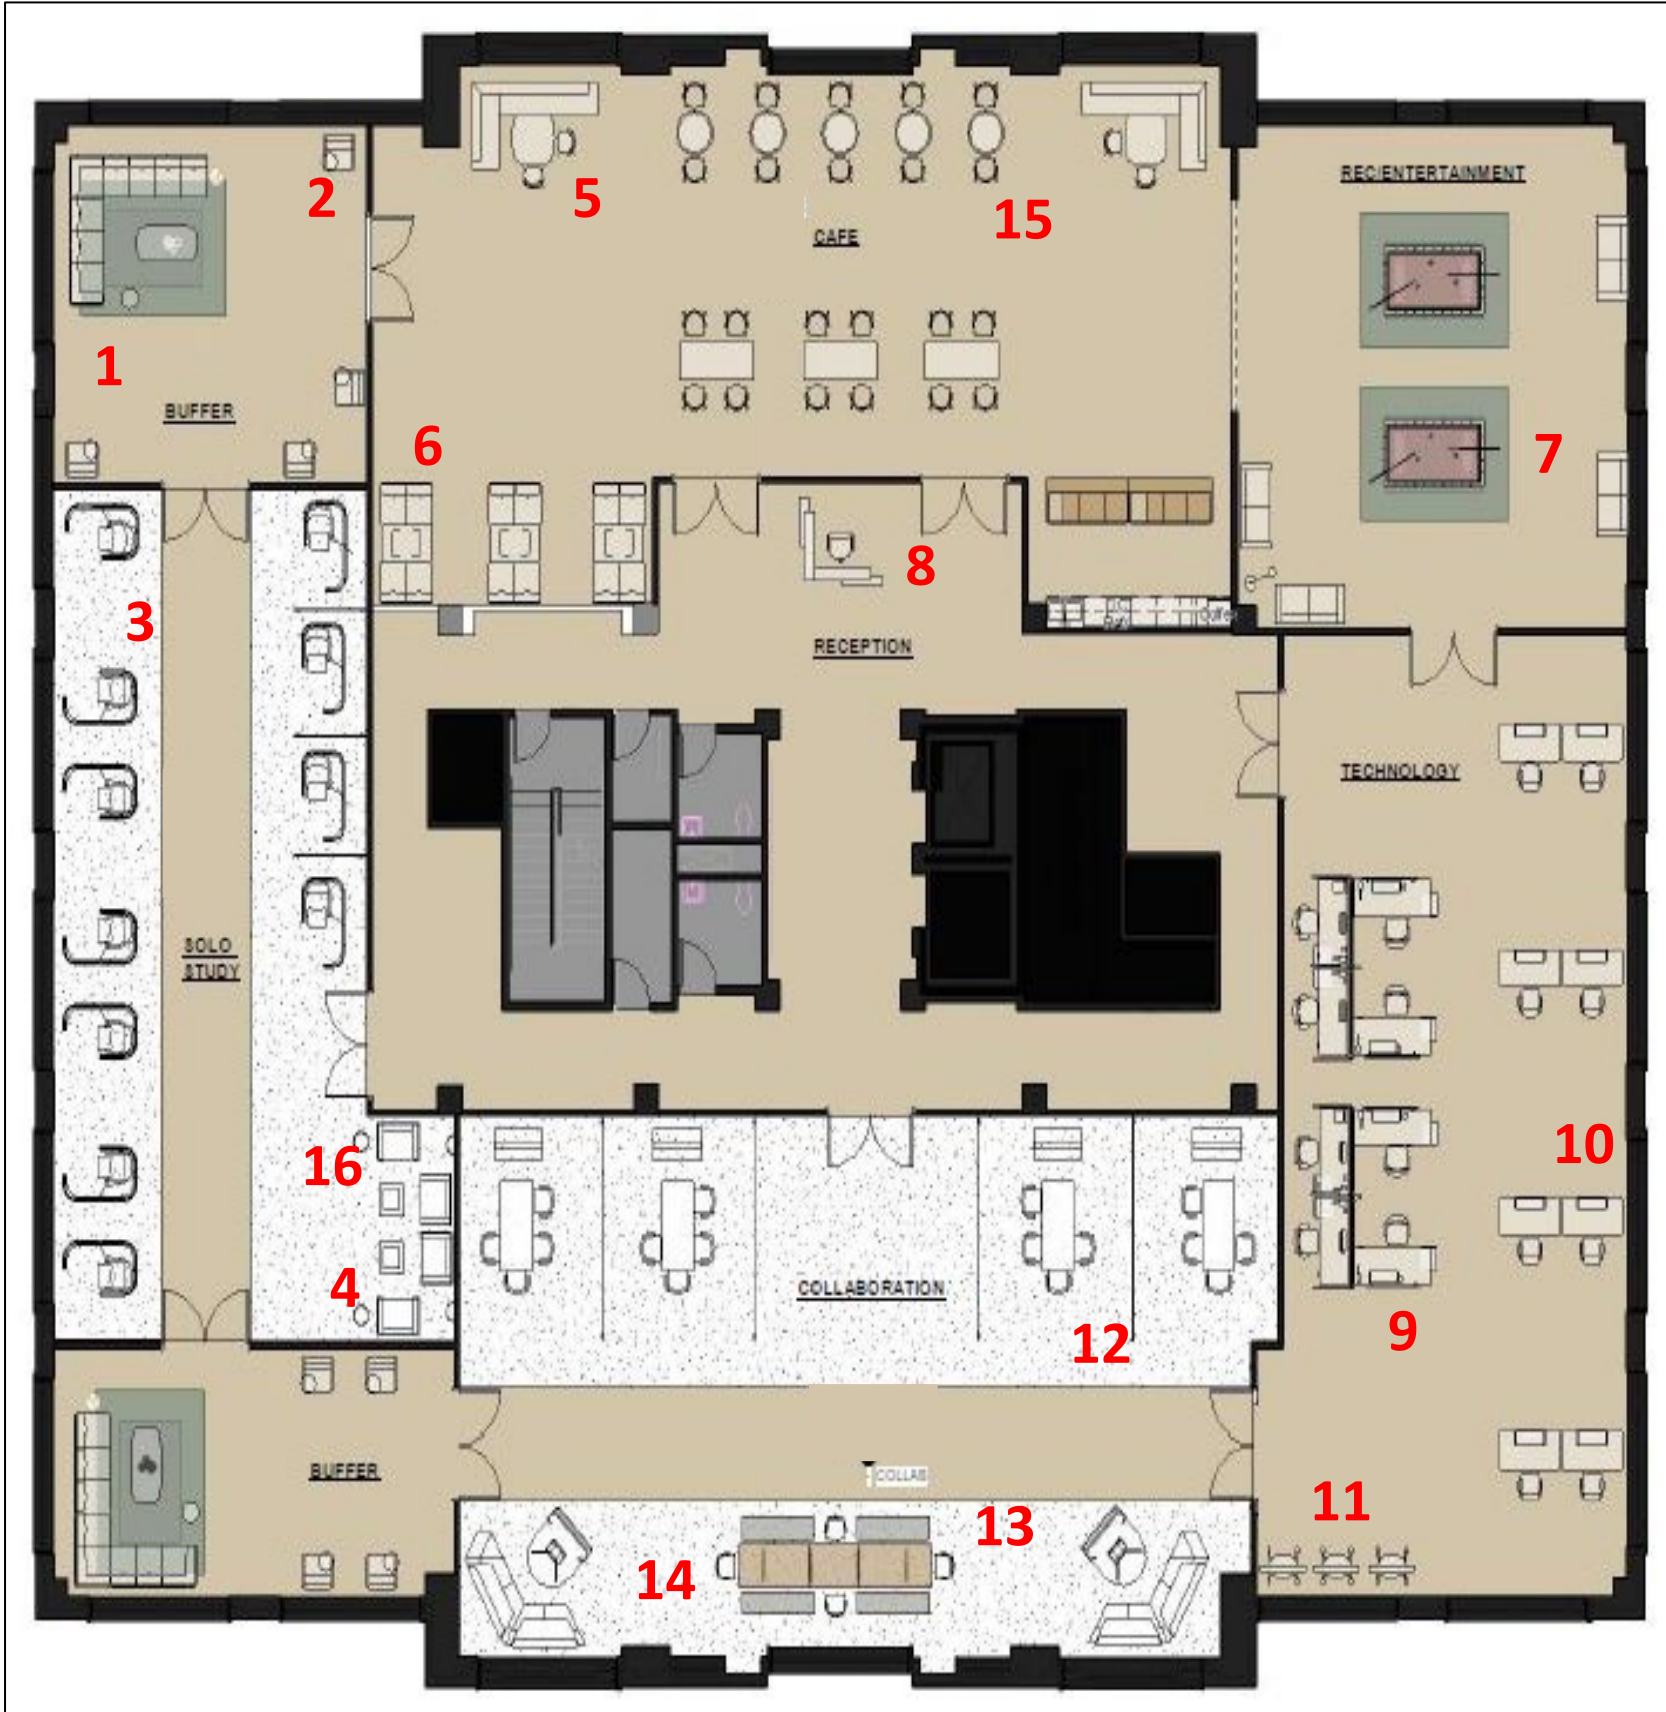 REC/ENTERTAINMENT
2
5
15
CAFE
1
BUFFER
6
7
8
3
RECEPTION
TECHNOLOGY
SOLO
STUDY
10
16
4
COLLABORATION
12
9
BUFFER
COLLAB
11
13
14